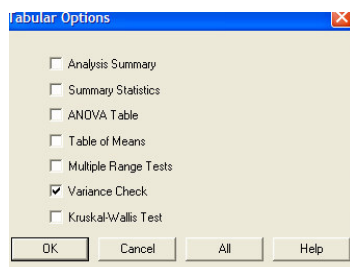 Tabular Options
Analysis Summary
Summary Statistics
ANOVA Table
Table of Means
Multiple Range Tests
Variance Check
Kruskal-Wallis Test
OK Cancel All Help